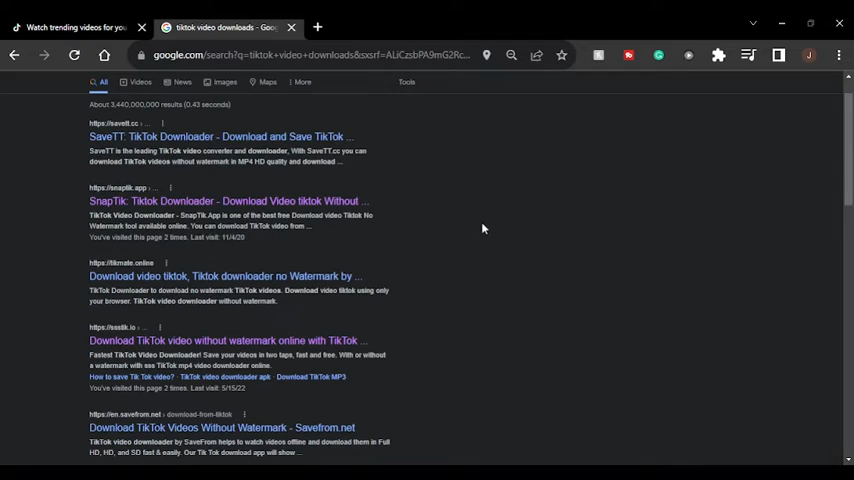 Watch trending videos for you
tiktok video downloads - Goog
google.com/search?q=tiktok+video+downloads&sxsrf=ALiCzsbPA9mG2Rc...
J
All Videos News Images Maps More Tools
About 3,440,000,000 results (0.43 seconds)
https://savett.cc › ...
SaveTT: TikTok Downloader - Download and Save TikTok ...
SaveTT is the leading TikTok video converter and downloader, With SaveTT.cc you can
download TikTok videos without watermark in MP4 HD quality and download ...
https://snaptik.app › ...
SnapTik: Tiktok Downloader - Download Video tiktok Without ...
TikTok Video Downloader - SnapTik.App is one of the best free Download video Tiktok No
Watermark tool available online. You can download TikTok video from ...
You've visited this page 2 times. Last visit: 11/4/20
https://tikmate.online
Download video tiktok, Tiktok downloader no Watermark by ...
TikTok Downloader to download no watermark TikTok videos. Download video tiktok using only
your browser. TikTok video downloader without watermark.
https://ssstik.io › ...
Download TikTok video without watermark online with TikTok ...
Fastest TikTok Video Downloader! Save your videos in two taps, fast and free. With or without
a watermark with sss Tiktok mp4 video downloader online.
How to save Tik Tok video? · TikTok video downloader apk · Download TikTok MP3
You've visited this page 2 times. Last visit: 5/15/22
https://en.savefrom.net › download-from-tiktok
Download TikTok Videos Without Watermark - Savefrom.net
TikTok video downloader by SaveFrom helps to watch videos offline and download them in Full
HD, HD, and SD fast & easily. Our Tik Tok download app will show ...